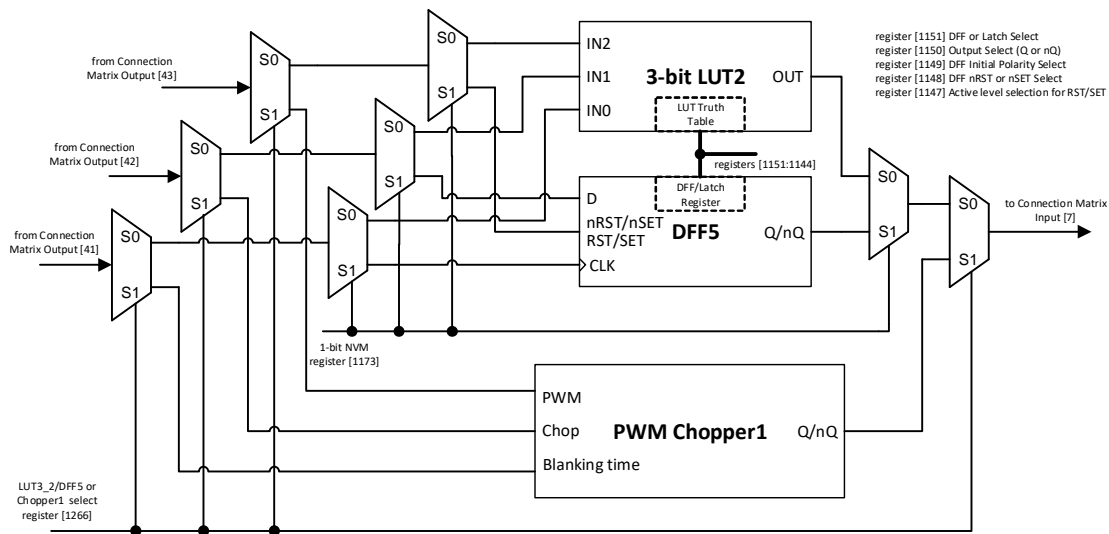 S0
S1
from Connection
Matrix Output [43]
S0
S1
from Connection
Matrix Output [42]
S0
S1
from Connection
Matrix Output [41]
S0
S1
S0
S1
S0
S1
IN2
IN1
IN0
3-bit LUT2
OUT
LUT Truth
Table
registers [1151:1144]
DFF/Latch
Register
D
nRST/nSET
RST/SET
CLK
DFF5
Q/nQ
register [1151] DFF or Latch Select
register [1150] Output Select (Q or nQ)
register [1149] DFF Initial Polarity Select
register [1148] DFF nRST or nSET Select
register [1147] Active level selection for RST/SET
S0
S1
S0
S1
to Connection Matrix
Input [7]
1-bit NVM
register [1173]
PWM
Chop
Blanking time
PWM Chopper1
Q/nQ
LUT3_2/DFF5 or
Chopper1 select
register [1266]